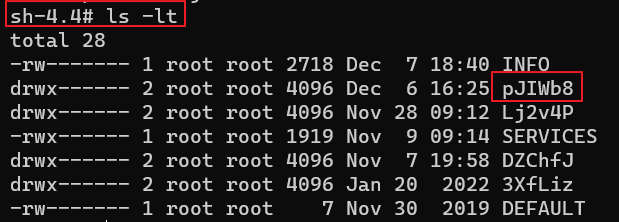 sh-4.4# ls -lt
total 28
-rw------- 1 root root 2718 Dec  7 18:40 INFO
drwx------ 2 root root 4096 Dec  6 16:25 pJIWb8
drwx------ 2 root root 4096 Nov 28 09:12 Lj2v4P
-rw------- 1 root root 1919 Nov  9 09:14 SERVICES
drwx------ 2 root root 4096 Nov  7 19:58 DZChfJ
drwx------ 2 root root 4096 Jan 20  2022 3XfLiz
-rw------- 1 root root    7 Nov 30  2019 DEFAULT